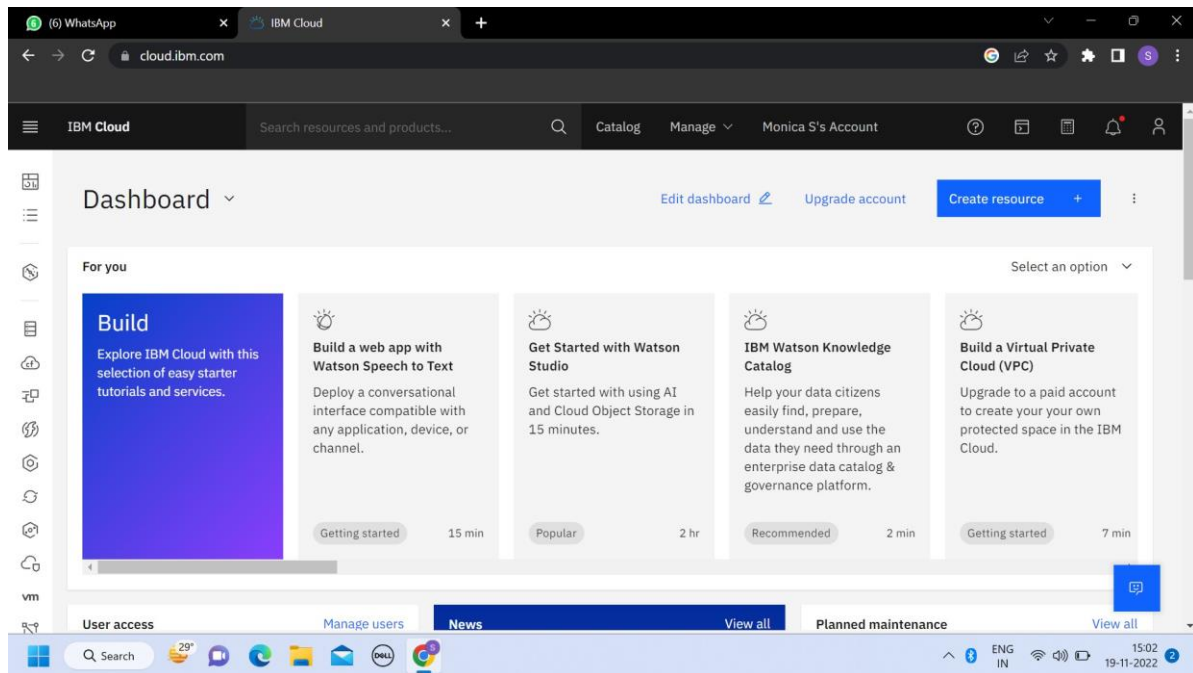 (6) WhatsApp
IBM Cloud
cloud.ibm.com
S
IBM Cloud
Search resources and products...
Catalog
Manage
Monica S's Account
Dashboard
Edit dashboard
Upgrade account
Create resource +
For you
Select an option
Build
Explore IBM Cloud with this
selection of easy starter
tutorials and services.
Build a web app with
Watson Speech to Text
Deploy a conversational
interface compatible with
any application, device, or
channel.
Getting started
15 min
Get Started with Watson
Studio
Get started with using AI
and Cloud Object Storage in
15 minutes.
Popular
2 hr
IBM Watson Knowledge
Catalog
Help your data citizens
easily find, prepare,
understand and use the
data they need through an
enterprise data catalog &
governance platform.
Recommended
2 min
Build a Virtual Private
Cloud (VPC)
Upgrade to a paid account
to create your your own
protected space in the IBM
Cloud.
Getting started
7 min
cf
vm
User access
Manage users
News
View all
Planned maintenance
View all
Search
29°
DELL
ENG
IN
15:02
19-11-2022
2